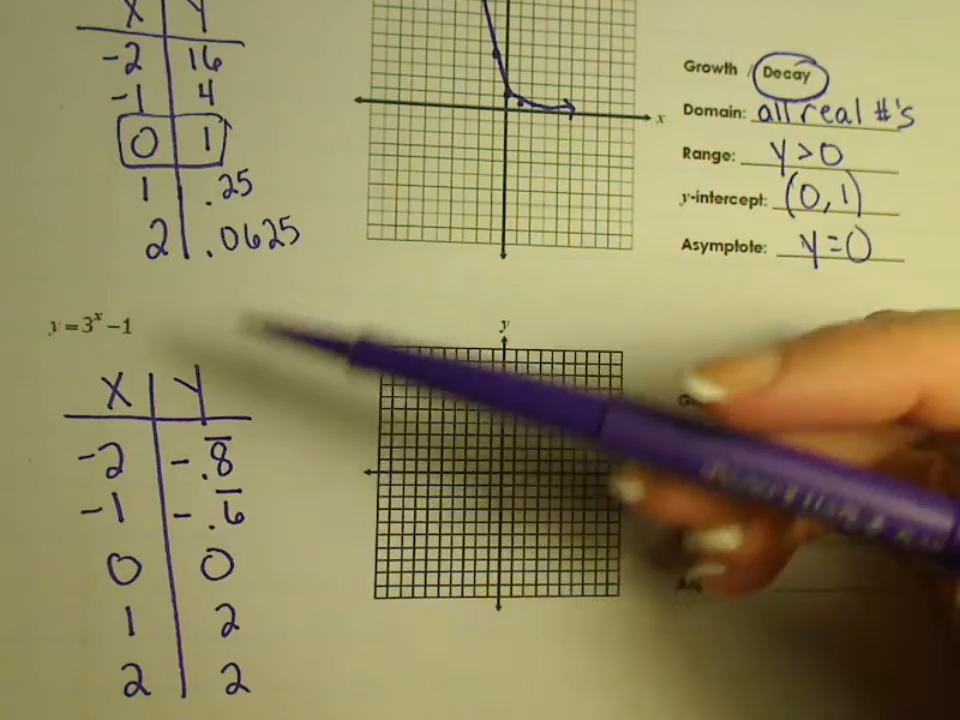 X Y
-2 16
-1 4
0 1
1 .25
2 .0625
x
Growth / Decay
Domain: all real #'s
Range: y>0
y-intercept: (0,1)
Asymptote: y=0
y=3ˣ-1
X Y
-2 -.8̅
-1 -.6̅
0 0
1 2
2 2
y